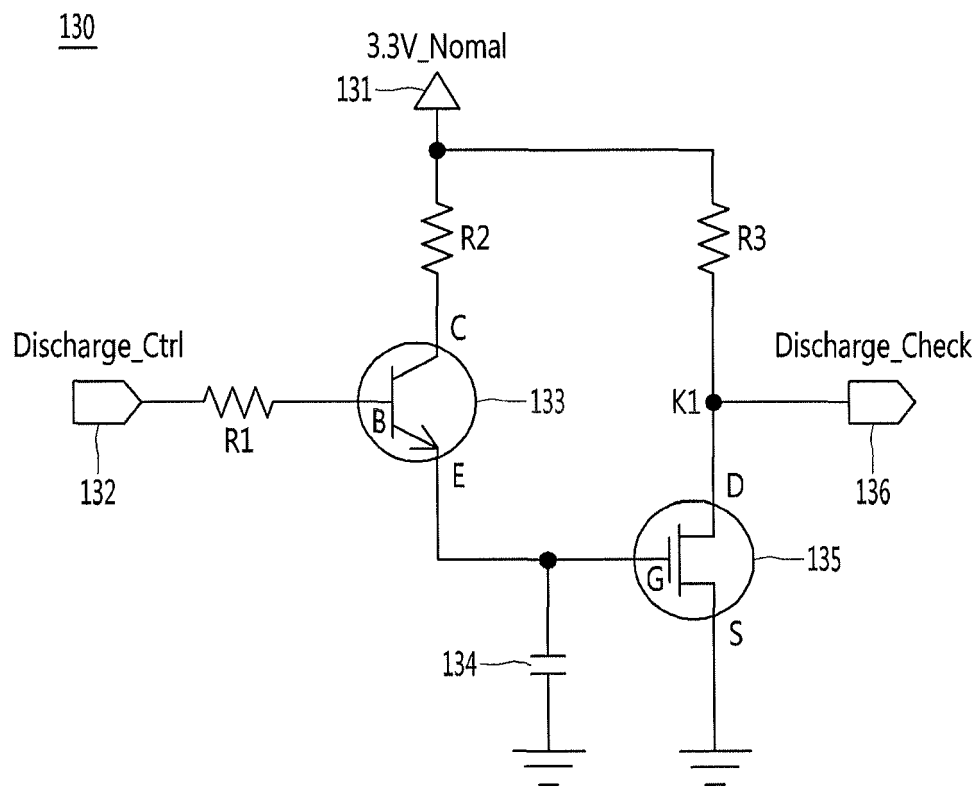 130
3.3V_Nomal
131
R2
R3
C
Discharge_Ctrl
Discharge_Check
133
K1
B
R1
E
D
132
136
135
G
S
134